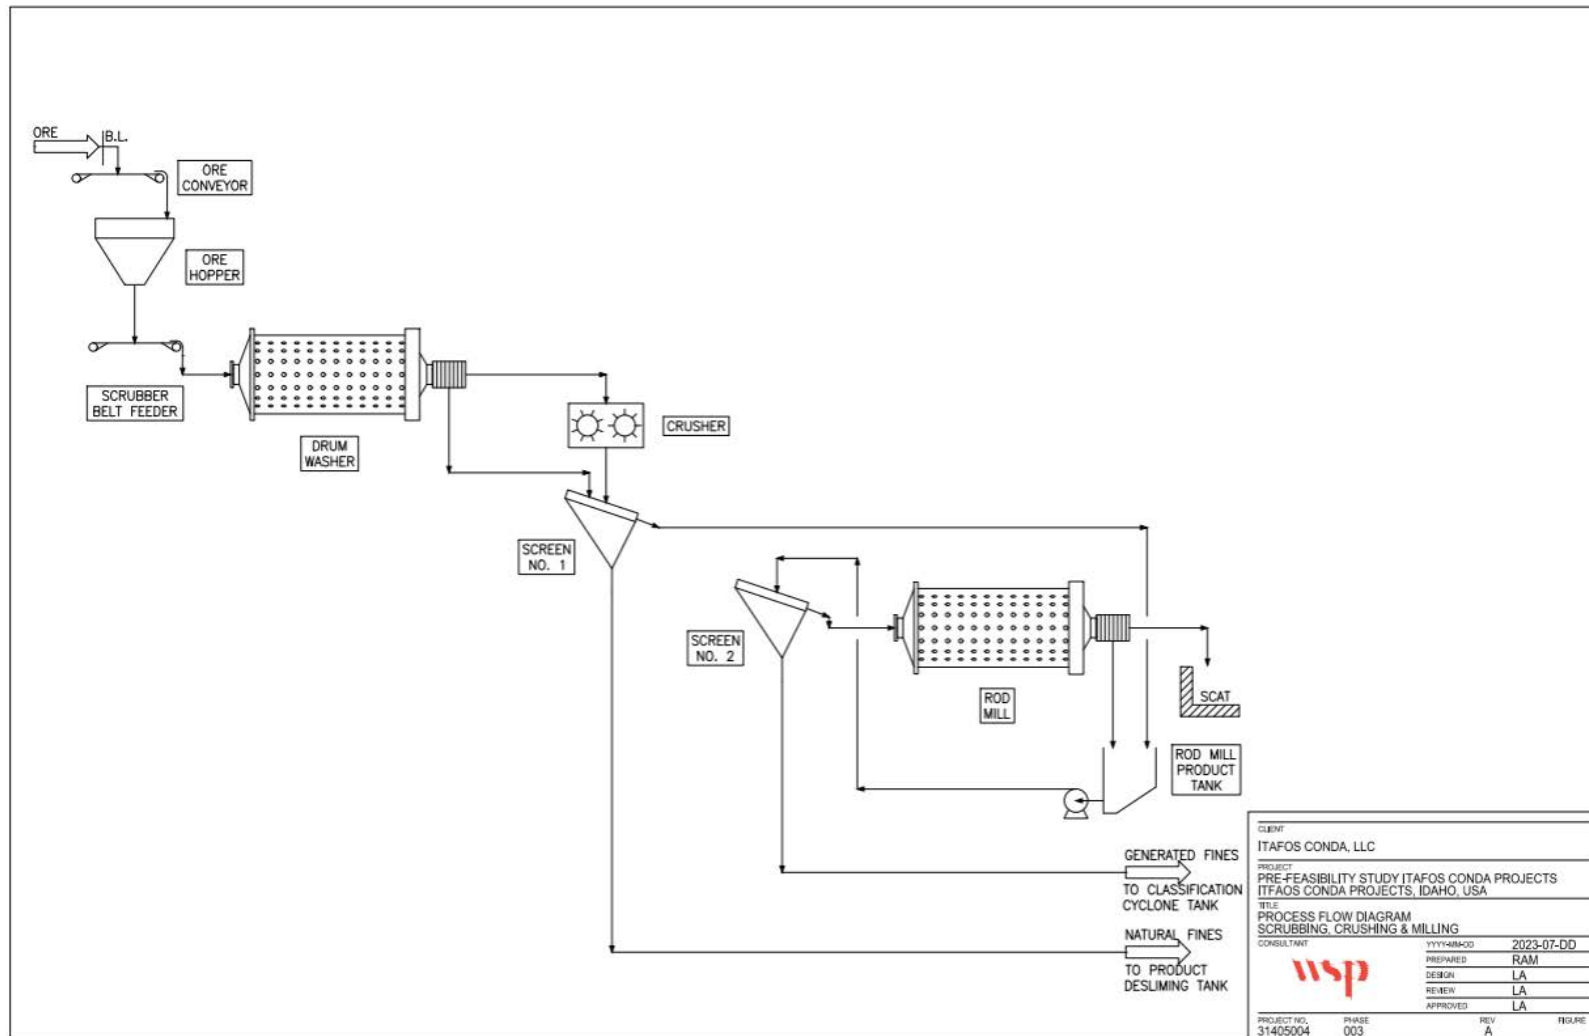 ORE
B.L.
ORE
CONVEYOR
ORE
HOPPER
SCRUBBER
BELT FEEDER
DRUM
WASHER
CRUSHER
SCREEN
NO. 1
SCREEN
NO. 2
ROD
MILL
SCAT
ROD MILL
PRODUCT
TANK
GENERATED FINES
TO CLASSIFICATION
CYCLONE TANK
NATURAL FINES
TO PRODUCT
DESLIMING TANK
CLIENT
ITAFOS CONDA, LLC
PROJECT
PRE-FEASIBILITY STUDY ITAFOS CONDA PROJECTS
ITFAOS CONDA PROJECTS, IDAHO, USA
TITLE
PROCESS FLOW DIAGRAM
SCRUBBING, CRUSHING & MILLING
CONSULTANT
wsp
YYYY-MM-DD 2023-07-DD
PREPARED RAM
DESIGN LA
REVIEW LA
APPROVED LA
PROJECT NO. PHASE REV FIGURE
31405004 003 A